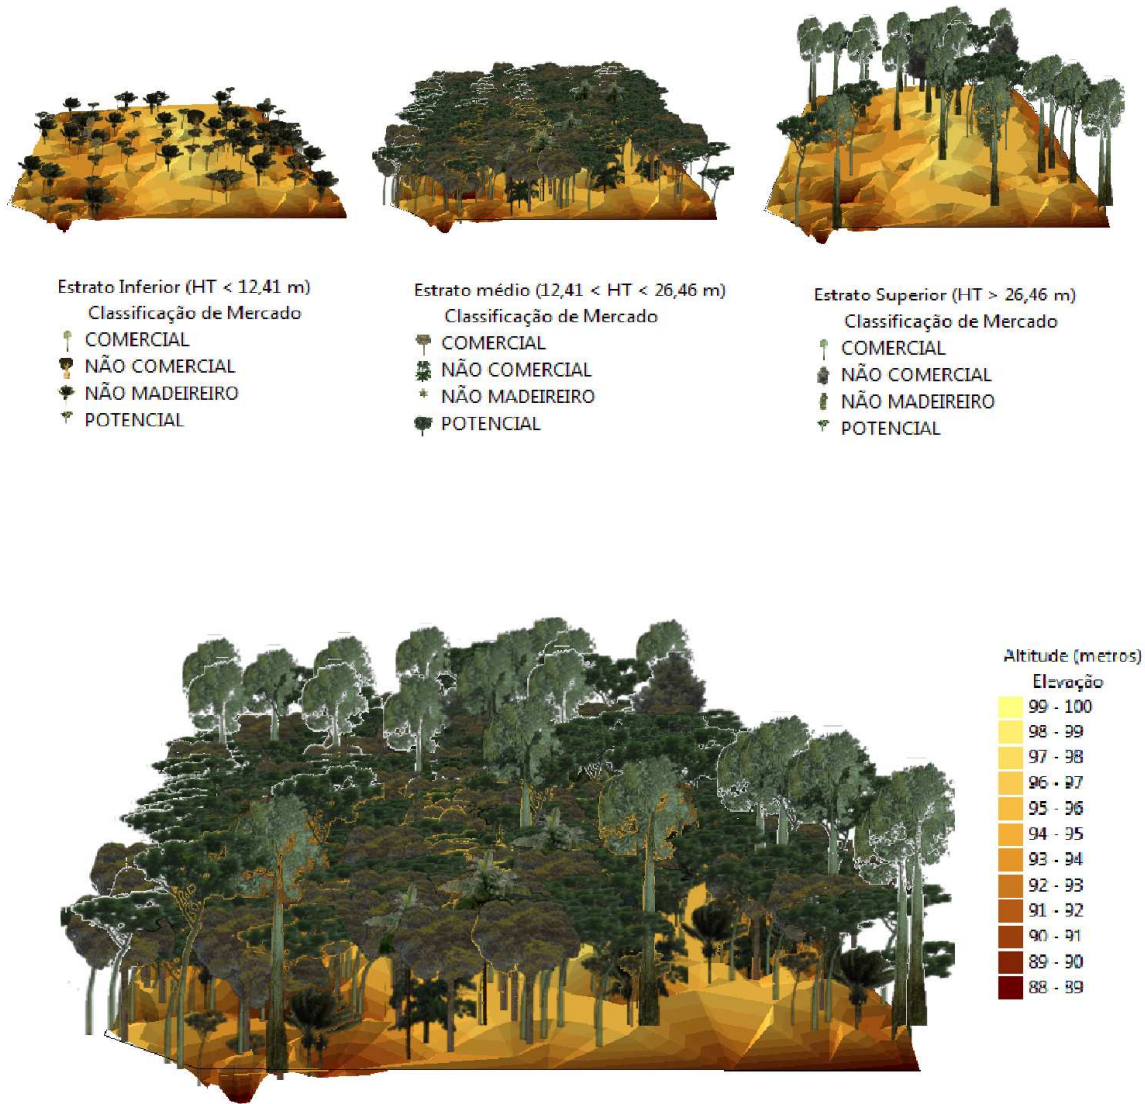 Estrato Inferior (HT < 12,41 m)
Classificação de Mercado
COMERCIAL
NÃO COMERCIAL
NÃO MADEIREIRO
POTENCIAL
Estrato médio (12,41 < HT < 26,46 m)
Classificação de Mercado
COMERCIAL
NÃO COMERCIAL
NÃO MADEIREIRO
POTENCIAL
Estrato Superior (HT > 26,46 m)
Classificação de Mercado
COMERCIAL
NÃO COMERCIAL
NÃO MADEIREIRO
POTENCIAL
Altitude (metros)
Elevação
99 - 100
98 - 99
97 - 98
96 - 97
95 - 96
94 - 95
93 - 94
92 - 93
91 - 92
90 - 91
89 - 90
88 - 89